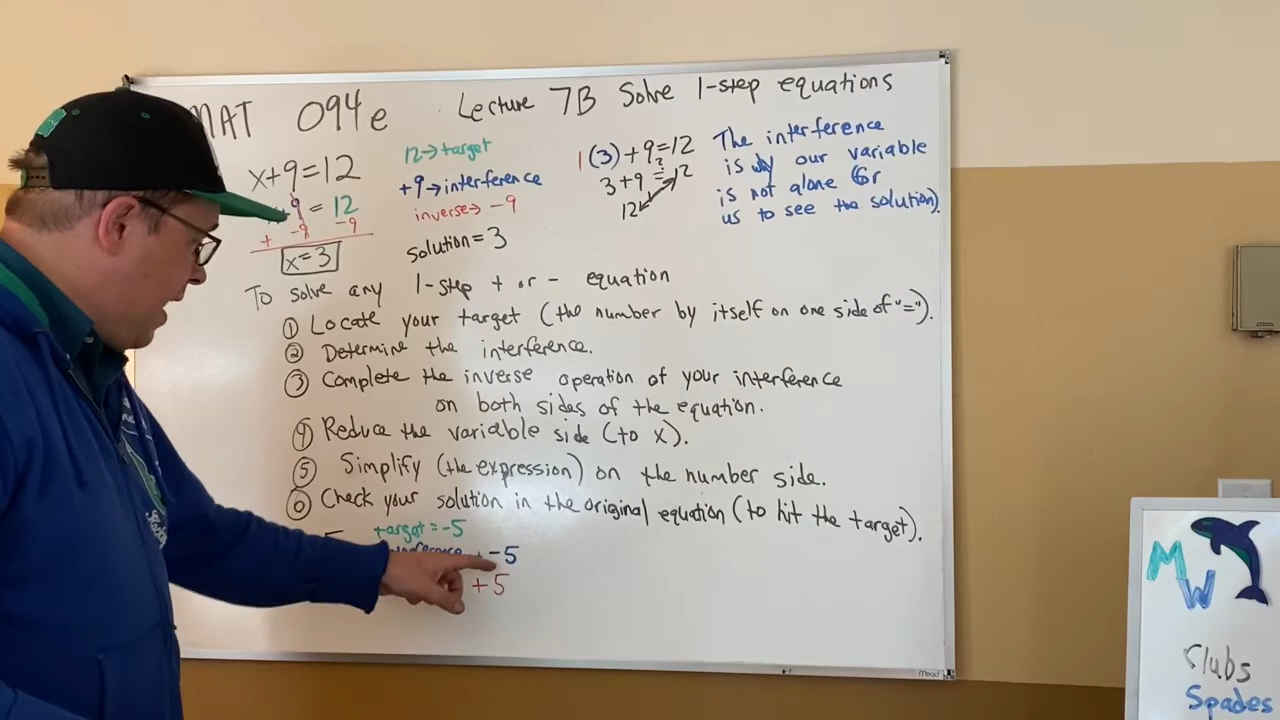 MAT 094e Lecture 7B Solve 1-step equations
x+9=12
9 = 12
+ -9 -9
x=3
12→target
+9→interference
inverse→ -9
solution=3
1(3)+9=12
3+9 ?= 12
12
The interference
is why our variable
is not alone (for
us to see the solution).
To solve any 1-step + or - equation
① Locate your target (the number by itself on one side of "=").
② Determine the interference.
③ Complete the inverse operation of your interference
on both sides of the equation.
④ Reduce the variable side (to x).
⑤ Simplify (the expression) on the number side.
⑥ Check your solution in the original equation (to hit the target).
target=-5
-5
+5
MW
Clubs
Spades